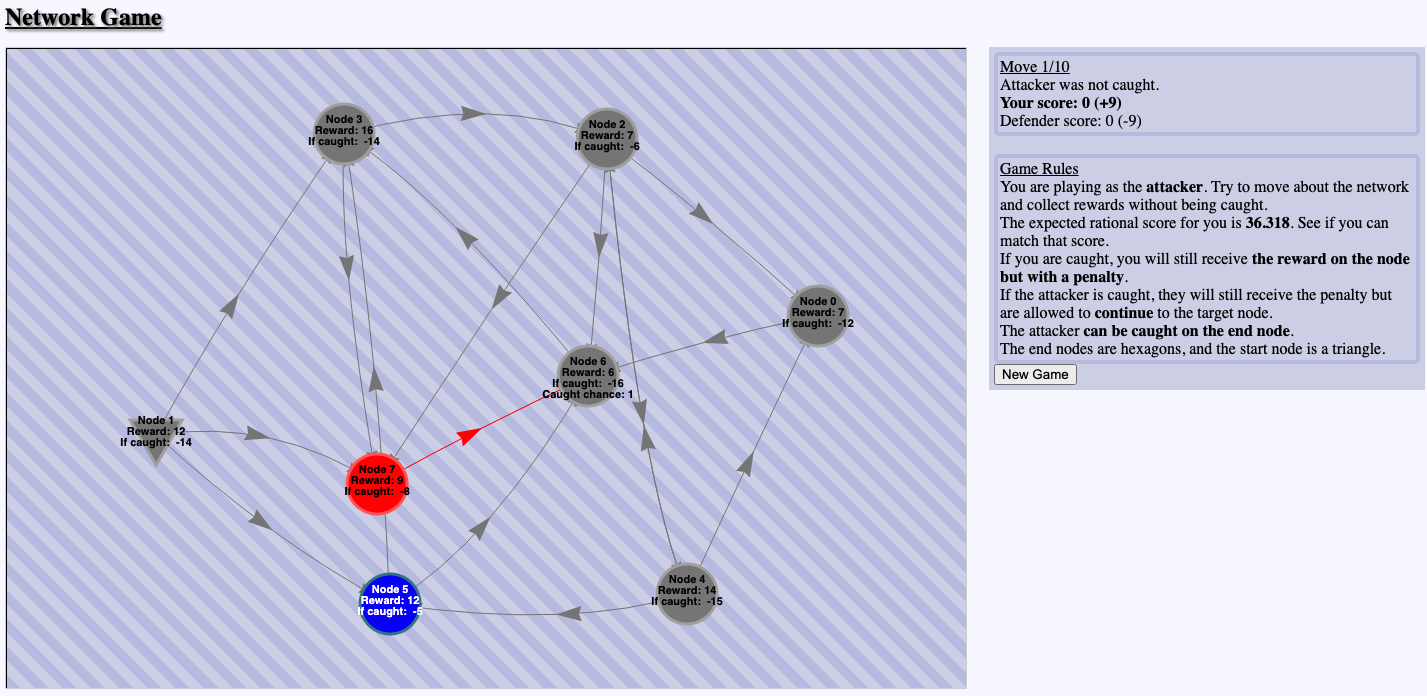 Network Game
Move 1/10
Attacker was not caught.
Your score: 0 (+9)
Defender score: 0 (-9)
Game Rules
You are playing as the attacker. Try to move about the network
and collect rewards without being caught.
The expected rational score for you is 36.318. See if you can
match that score.
If you are caught, you will still receive the reward on the node
but with a penalty.
If the attacker is caught, they will still receive the penalty but
are allowed to continue to the target node.
The attacker can be caught on the end node.
The end nodes are hexagons, and the start node is a triangle.
New Game
Node 3
Reward: 16
If caught: -14
Node 2
Reward: 7
If caught: -6
Node 0
Reward: 7
If caught: -12
Node 6
Reward: 6
If caught: -16
Caught chance: 1
Node 1
Reward: 12
If caught: -14
Node 7
Reward: 9
If caught: -8
Node 5
Reward: 12
If caught: -5
Node 4
Reward: 14
If caught: -15